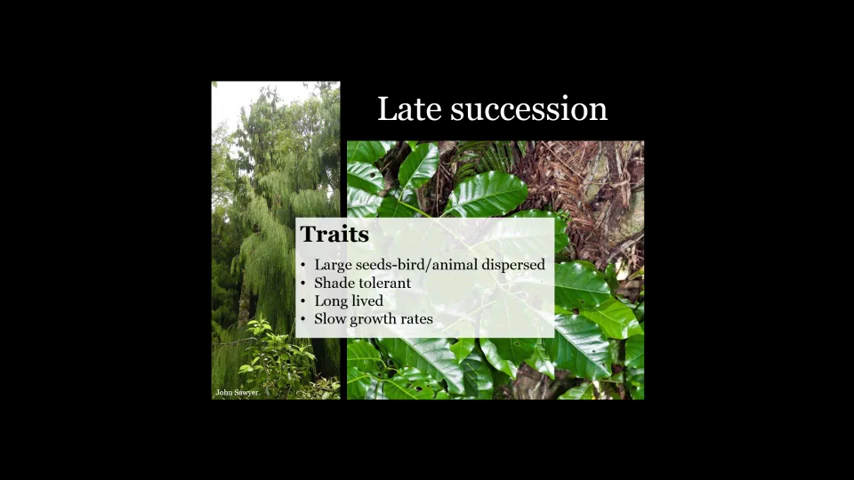 Late succession
Traits
• Large seeds-bird/animal dispersed
• Shade tolerant
• Long lived
• Slow growth rates
John Sawyer